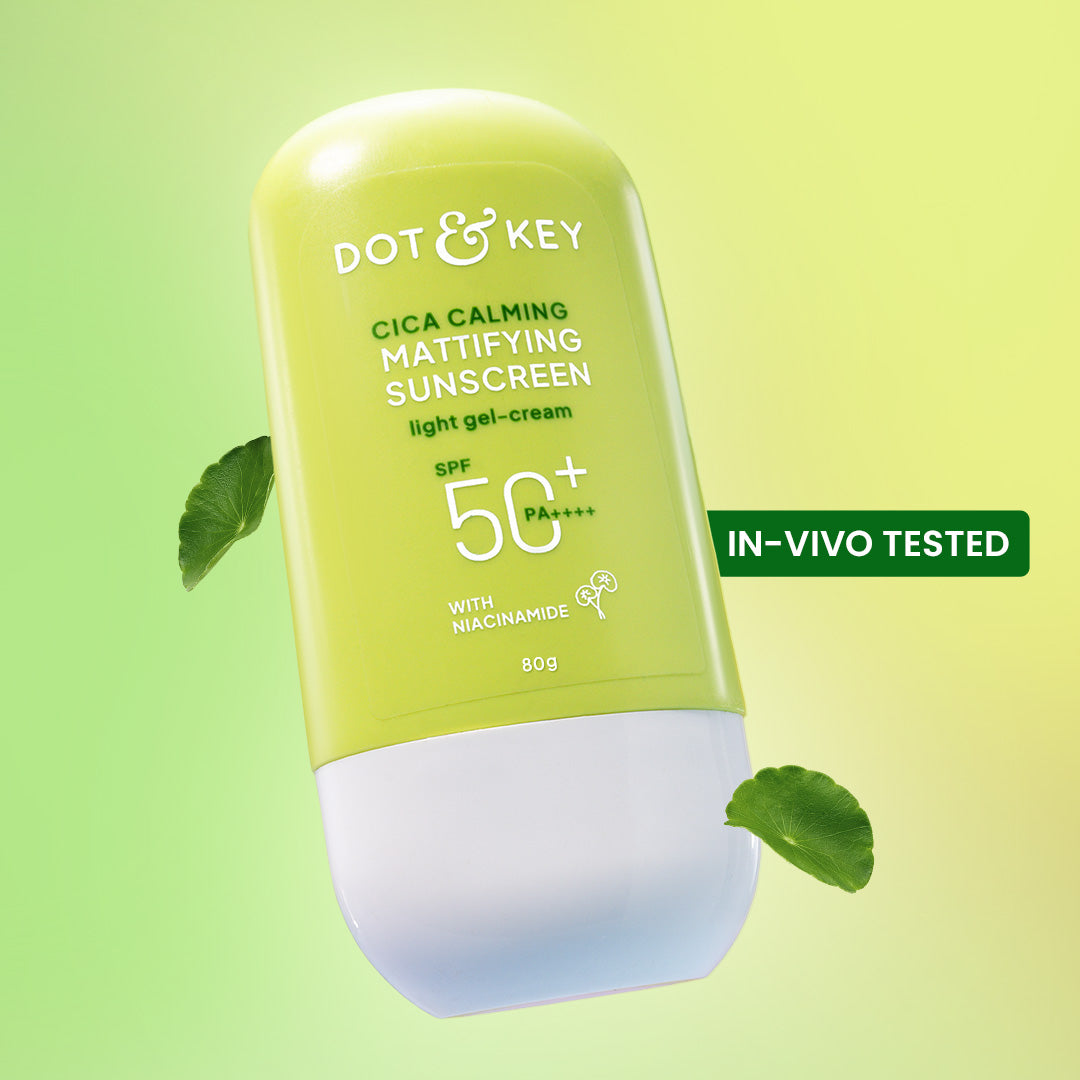 DOT & KEY
CICA CALMING
MATTIFYING
SUNSCREEN
light gel-cream
SPF
50+
PA++++
WITH
NIACINAMIDE
80g
IN-VIVO TESTED